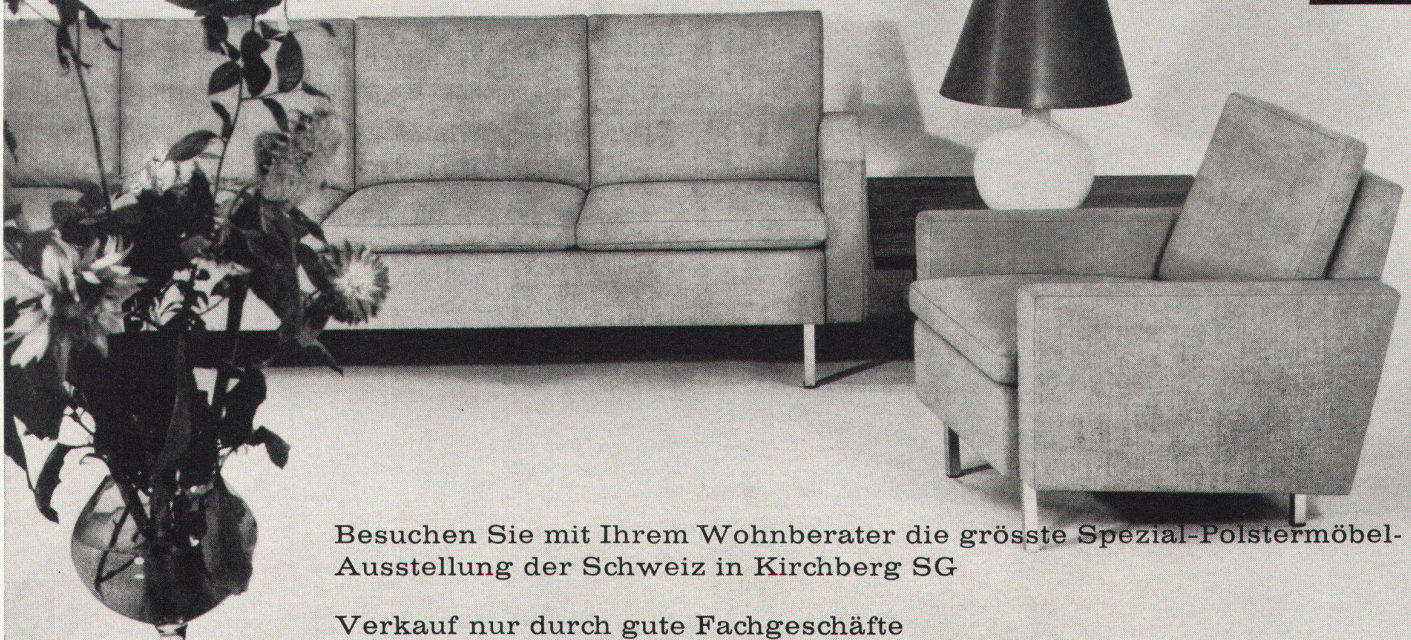 Besuchen Sie mit Ihrem Wohnberater die grösste Spezial-Polstermöbel-
Ausstellung der Schweiz in Kirchberg SG
Verkauf nur durch gute Fachgeschäfte